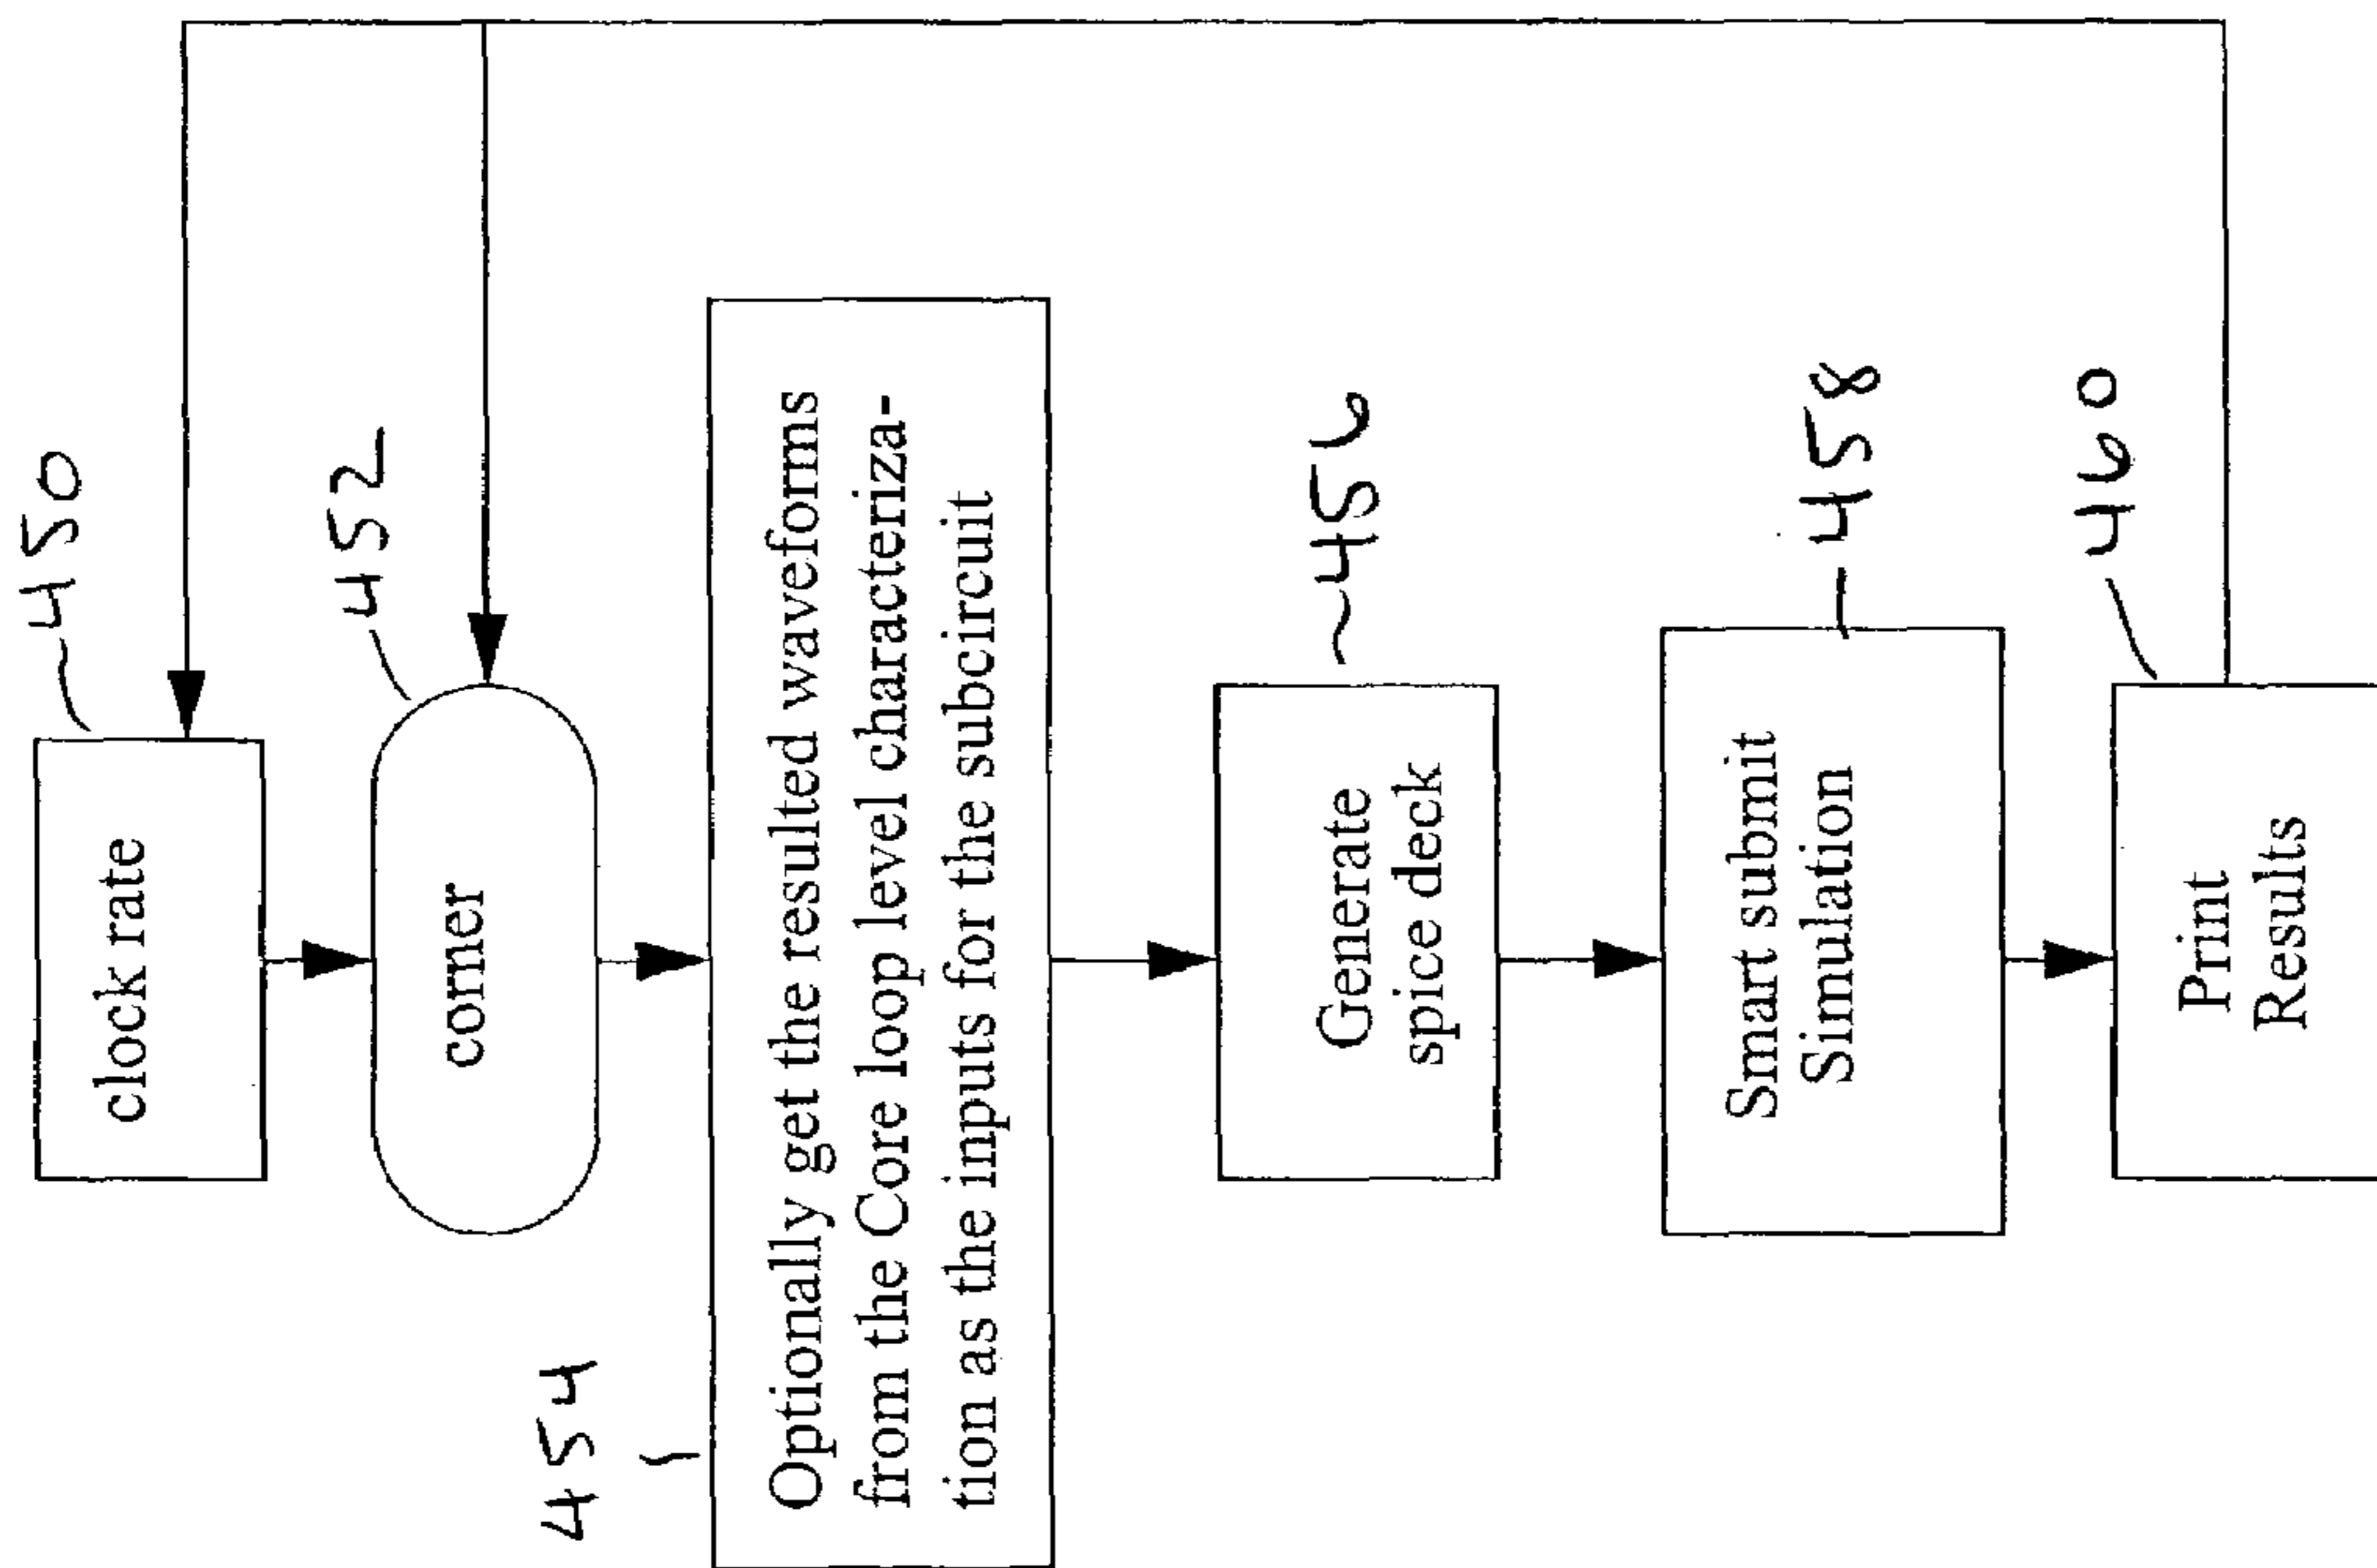 450
clock rate
452
corner
454
Optionally get the resulted waveforms
from the Core loop level characteriza-
tion as the inputs for the subcircuit
456
Generate
spice deck
458
Smart submit
Simulation
460
Print
Results